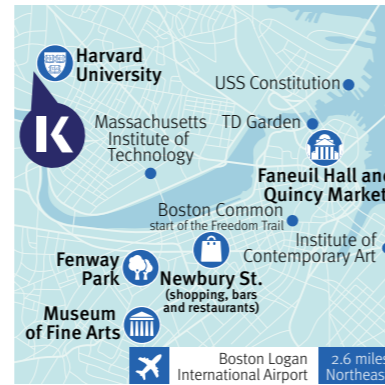 Harvard
University
USS Constitution
K
Massachusetts
Institute of
Technology
TD Garden
Faneuil Hall and
Quincy Market
Boston Common
start of the Freedom Trail
Institute of
Contemporary Art
Fenway
Park
Newbury St.
(shopping, bars
and restaurants)
Museum
of Fine Arts
Boston Logan
International Airport
2.6 miles
Northeas